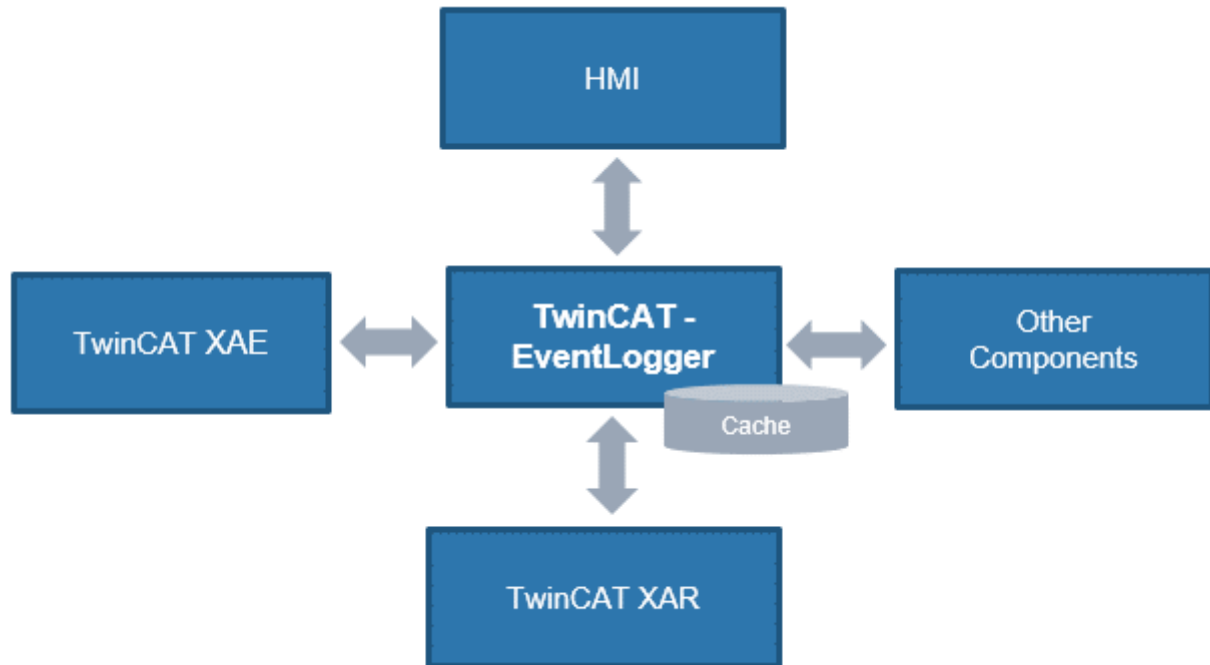 HMI
TwinCAT XAE
TwinCAT -
EventLogger
Cache
Other
Components
TwinCAT XAR